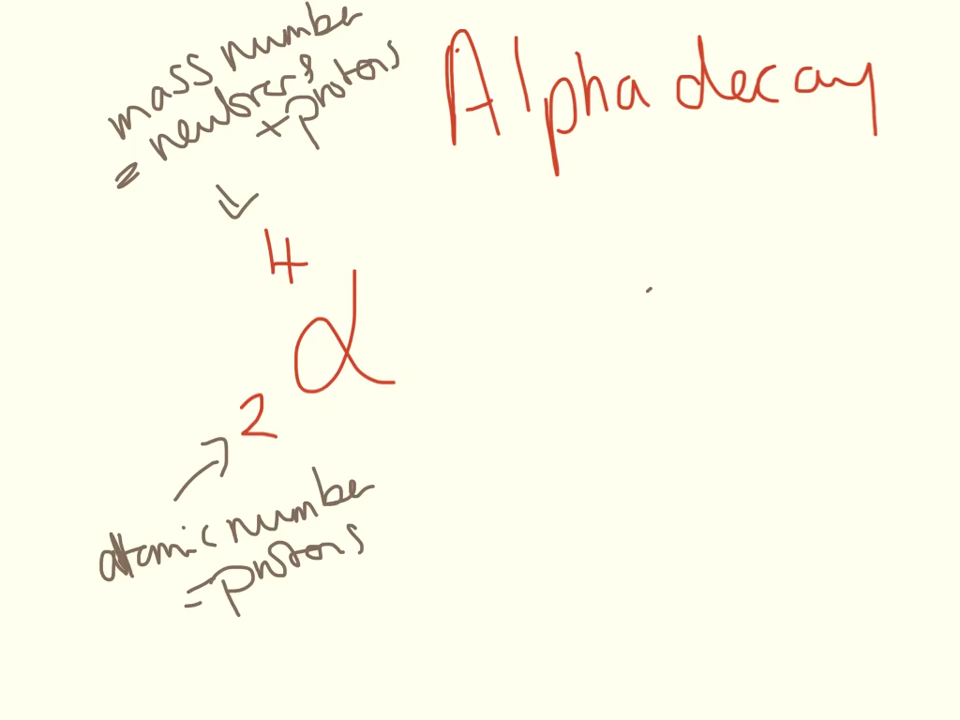 mass number
= neutrons
+ protons
Alpha decay
4
α
2
atomic number
= protons